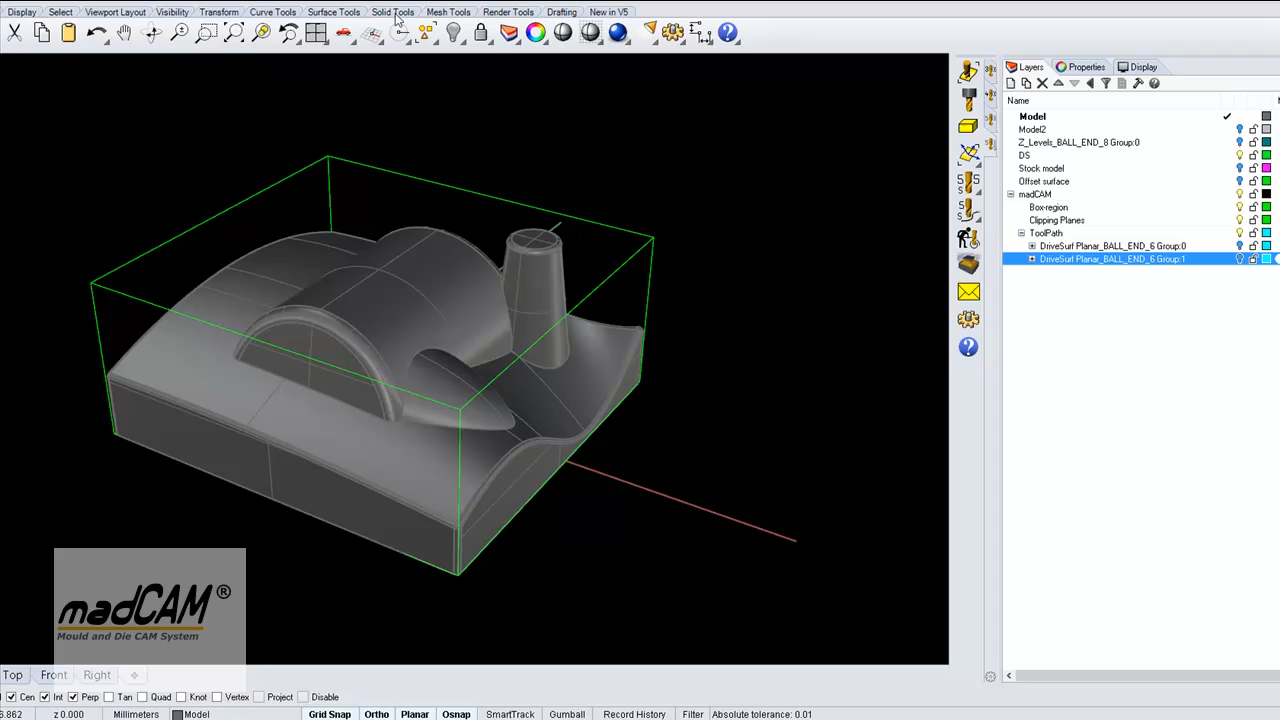 Display Select Viewport Layout Visibility Transform Curve Tools Surface Tools Solid Tools Mesh Tools Render Tools Drafting New in V5
Layers Properties Display
Name
Model
Model2
Z_Levels_BALL_END_8 Group:0
DS
Stock model
Offset surface
madCAM
Box-region
Clipping Planes
ToolPath
DriveSurf Planar_BALL_END_6 Group:0
DriveSurf Planar_BALL_END_6 Group:1
madCAM®
Mould and Die CAM System
Top Front Right
Cen Int Perp Tan Quad Knot Vertex Project Disable
6.862 z 0.000 Millimeters Model Grid Snap Ortho Planar Osnap SmartTrack Gumball Record History Filter Absolute tolerance: 0.01